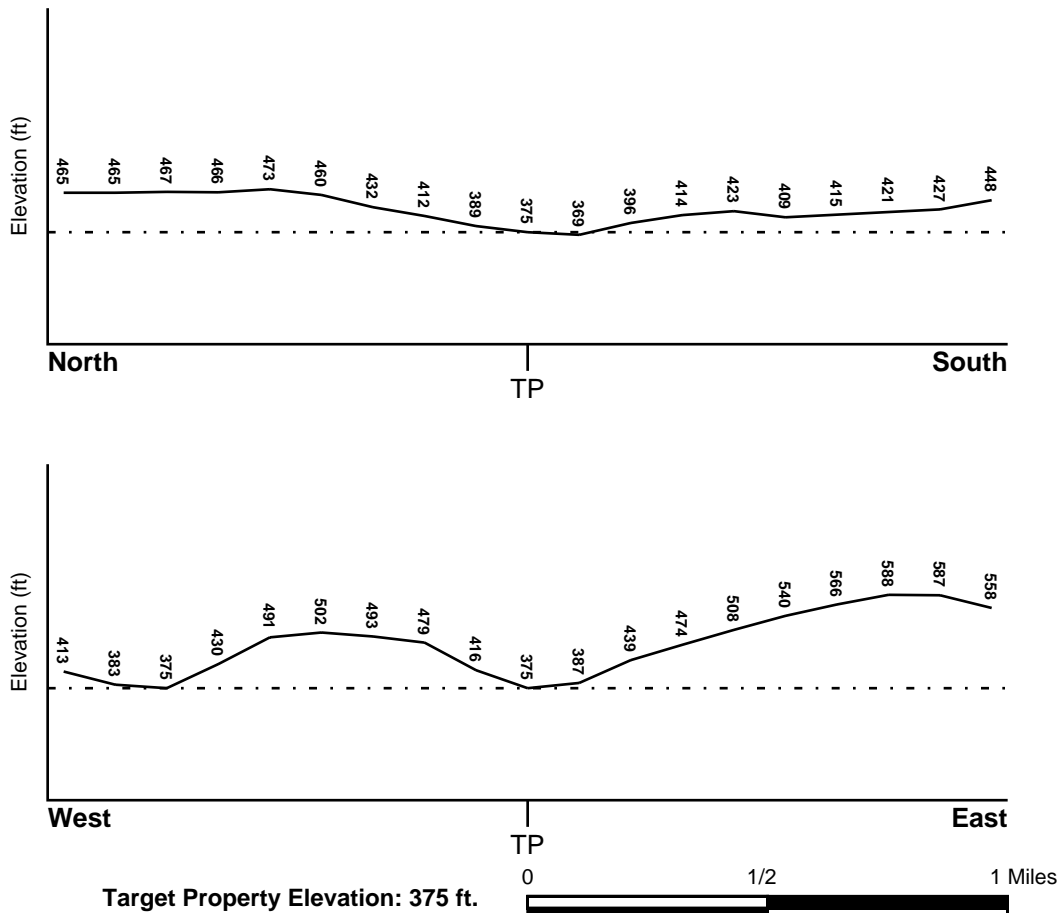 Elevation (ft)
465 465 467 466 473 460 432 412 389 375 369 396 414 423 409 415 421 427 448
North South
TP
Elevation (ft)
413 383 375 430 491 502 493 479 416 375 387 439 474 508 540 566 588 587 558
West East
TP
Target Property Elevation: 375 ft. 0 1/2 1 Miles